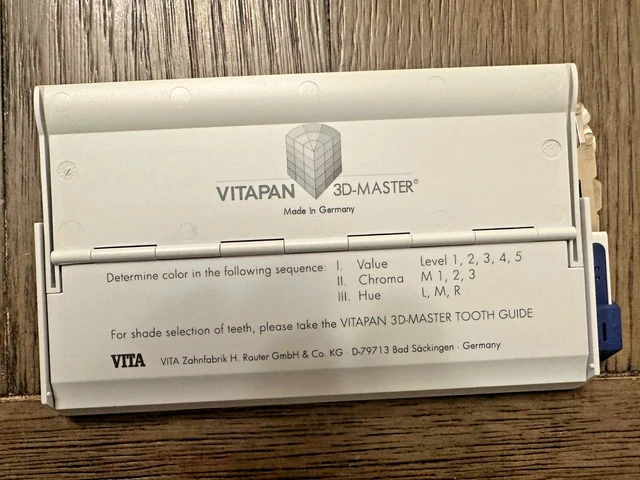 VITAPAN 3D-MASTER®
Made in Germany
Determine color in the following sequence: I. Value Level 1, 2, 3, 4, 5
II. Chroma M 1, 2, 3
III. Hue L, M, R
For shade selection of teeth, please take the VITAPAN 3D-MASTER TOOTH GUIDE
VITA VITA Zahnfabrik H. Rauter GmbH & Co. KG · D-79713 Bad Säckingen · Germany